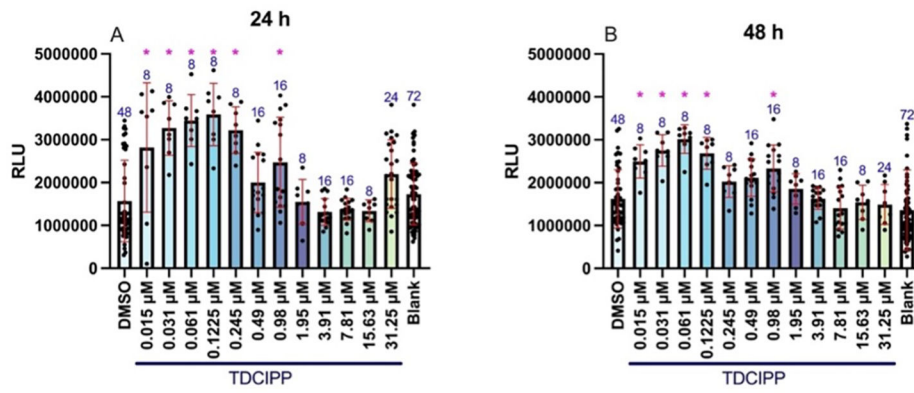 24 h
A
5000000
4000000
3000000
2000000
1000000
0
RLU
* * * * * *
48 8 8 8 8 8 16 16 8 16 16 8 24 72
DMSO
0.015 µM
0.031 µM
0.061 µM
0.1225 µM
0.245 µM
0.49 µM
0.98 µM
1.95 µM
3.91 µM
7.81 µM
15.63 µM
31.25 µM
Blank
TDCIPP
48 h
B
5000000
4000000
3000000
2000000
1000000
0
RLU
* * * * *
48 8 8 8 8 8 16 16 8 16 16 8 24 72
DMSO
0.015 µM
0.031 µM
0.061 µM
0.1225 µM
0.245 µM
0.49 µM
0.98 µM
1.95 µM
3.91 µM
7.81 µM
15.63 µM
31.25 µM
Blank
TDCIPP